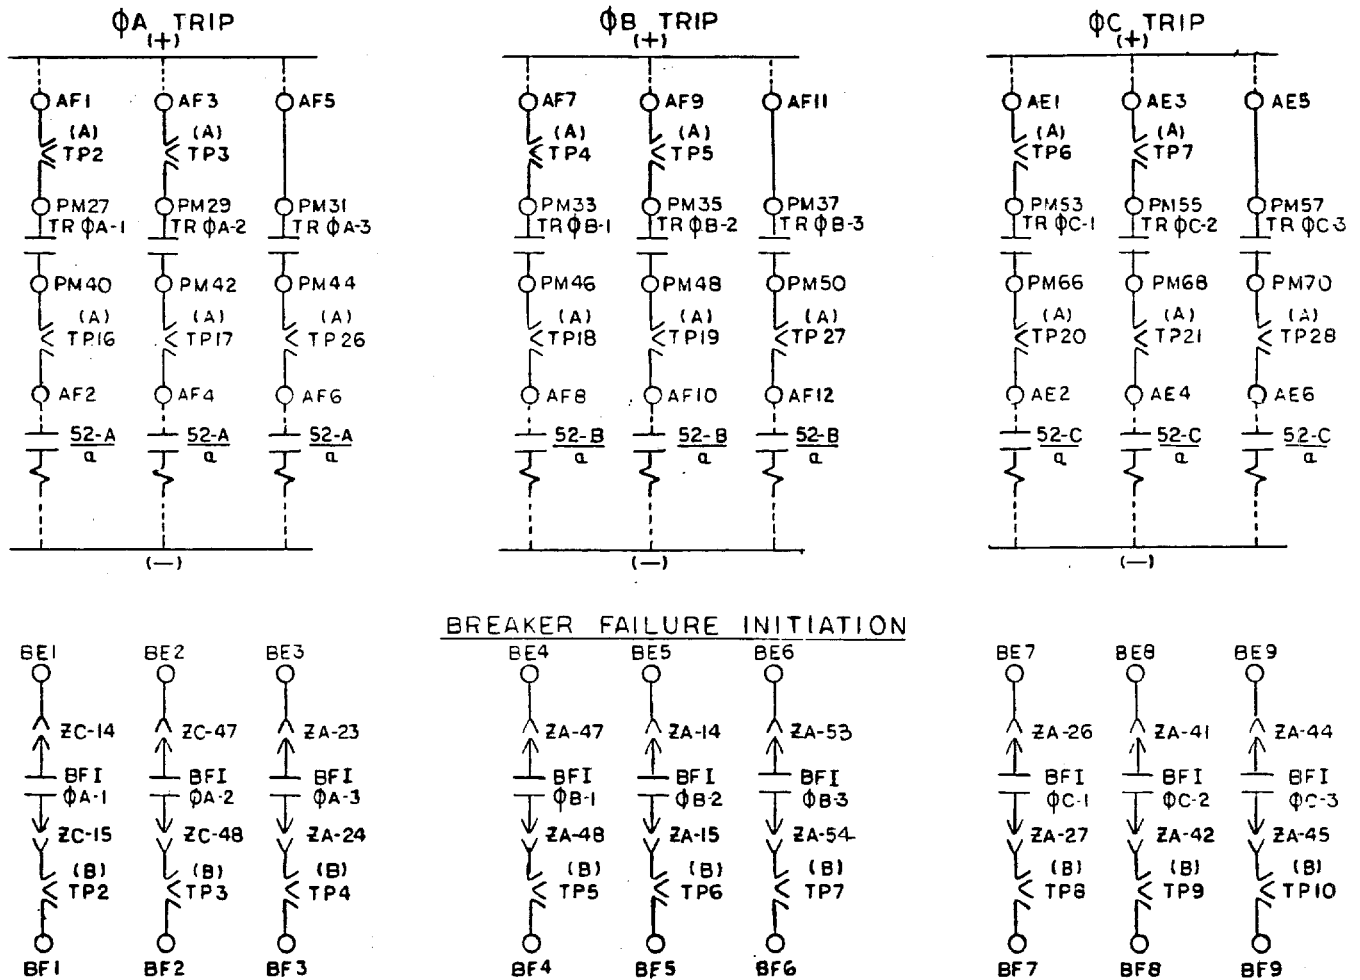 ϕA TRIP ϕB TRIP ϕC TRIP
(+) (+) (+)
AF1 AF3 AF5 AF7 AF9 AF11 AE1 AE3 AE5
(A) (A) (A) (A) (A) (A)
TP2 TP3 TP4 TP5 TP6 TP7
PM27 PM29 PM31 PM33 PM35 PM37 PM53 PM55 PM57
TR ϕA-1 TR ϕA-2 TR ϕA-3 TR ϕB-1 TR ϕB-2 TR ϕB-3 TR ϕC-1 TR ϕC-2 TR ϕC-3
PM40 PM42 PM44 PM46 PM48 PM50 PM66 PM68 PM70
(A) (A) (A) (A) (A) (A) (A) (A) (A)
TP16 TP17 TP26 TP18 TP19 TP27 TP20 TP21 TP28
AF2 AF4 AF6 AF8 AF10 AF12 AE2 AE4 AE6
52-A 52-A 52-A 52-B 52-B 52-B 52-C 52-C 52-C
a a a a a a a a a
(—) (—) (—)
BREAKER FAILURE INITIATION
BE1 BE2 BE3 BE4 BE5 BE6 BE7 BE8 BE9
ZC-14 ZC-47 ZA-23 ZA-47 ZA-14 ZA-53 ZA-26 ZA-41 ZA-44
BFI BFI BFI BFI BFI BFI BFI BFI BFI
ϕA-1 ϕA-2 ϕA-3 ϕB-1 ϕB-2 ϕB-3 ϕC-1 ϕC-2 ϕC-3
ZC-15 ZC-48 ZA-24 ZA-48 ZA-15 ZA-54 ZA-27 ZA-42 ZA-45
(B) (B) (B) (B) (B) (B) (B) (B) (B)
TP2 TP3 TP4 TP5 TP6 TP7 TP8 TP9 TP10
BF1 BF2 BF3 BF4 BF5 BF6 BF7 BF8 BF9